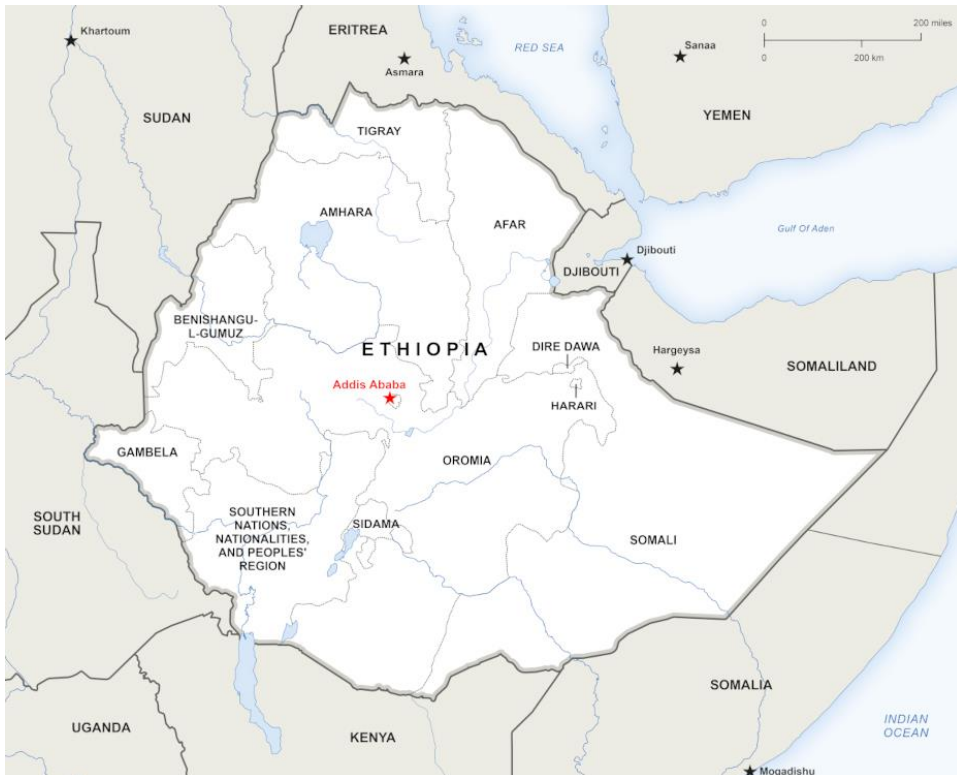 Khartoum
ERITREA
Asmara
RED SEA
Sanaa
0
200 miles
0
200 km
SUDAN
YEMEN
TIGRAY
AMHARA
AFAR
Gulf Of Aden
Djibouti
DJIBOUTI
BENISHANGU-
L-GUMUZ
ETHIOPIA
DIRE DAWA
Hargeysa
SOMALILAND
Addis Ababa
HARARI
GAMBELA
OROMIA
SOUTH
SUDAN
SOUTHERN
NATIONS,
NATIONALITIES,
AND PEOPLES'
REGION
SIDAMA
SOMALI
SOMALIA
UGANDA
KENYA
INDIAN
OCEAN
Mogadishu